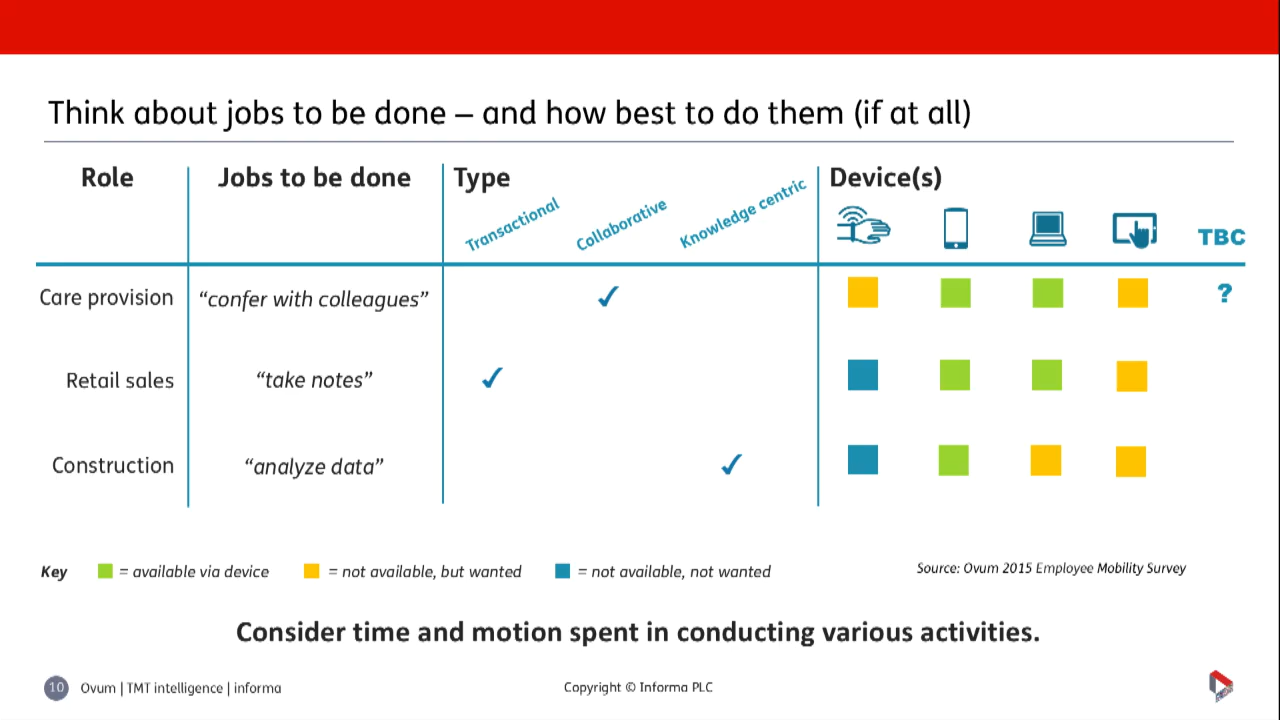 Think about jobs to be done – and how best to do them (if at all)
Role Jobs to be done Type Device(s)
Transactional Collaborative Knowledge centric TBC
Care provision “confer with colleagues” ✓ ?
Retail sales “take notes” ✓
Construction “analyze data” ✓
Key = available via device = not available, but wanted = not available, not wanted Source: Ovum 2015 Employee Mobility Survey
Consider time and motion spent in conducting various activities.
10 Ovum | TMT intelligence | informa Copyright © Informa PLC